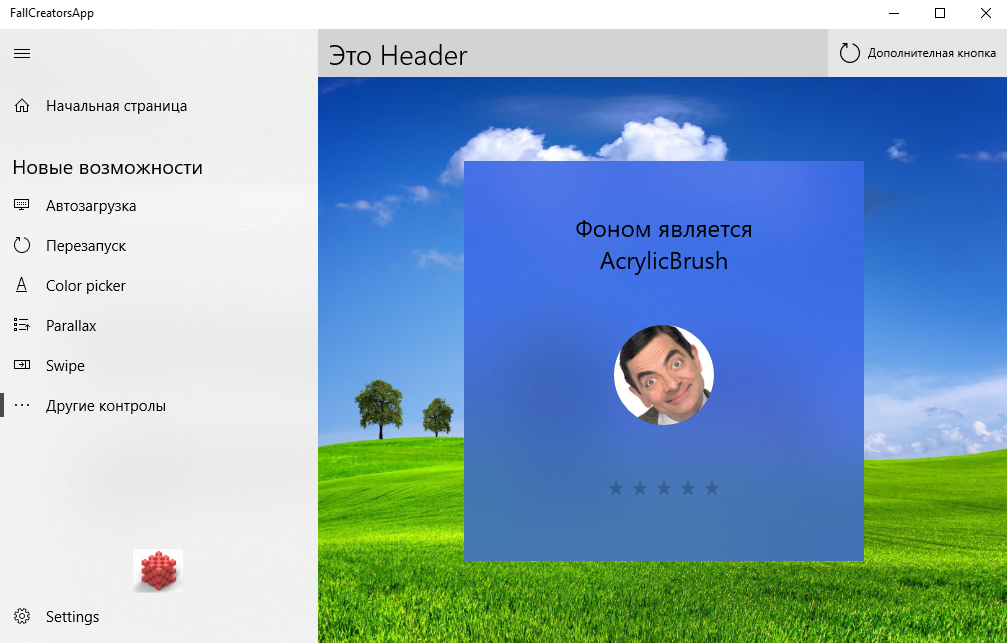 FallCreatorsApp
Это Header
Дополнителная кнопка
Начальная страница
Новые возможности
Автозагрузка
Перезапуск
Color picker
Parallax
Swipe
Другие контролы
Settings
Фоном является
AcrylicBrush